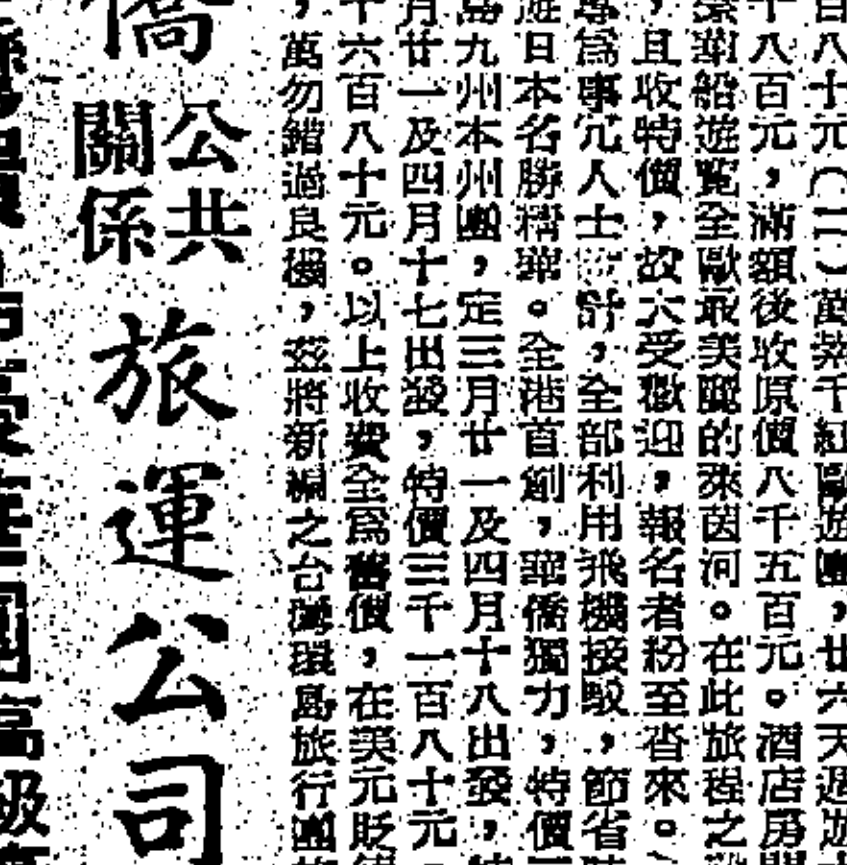 百八十元(二)萬紫千紅歐遊團,廿六天週遊
千八百元,滿額後收原價八千五百元。酒店房
華船遊覽全歐最美麗的萊茵河。在此旅程之
,且收特價,故大受歡迎,報名者紛至沓來。
專為事冗人士 計,全部利用飛機接駁,節省
遊日本名勝精華。全港首創,華僑獨力,特價
島九州本州團,定三月廿一及四月十八出發,
月廿一及四月十七出發,特價三千一百八十元。
十六百八十元。以上收費全為舊價,在美元貶
,萬勿錯過良機,茲將新編之台 環島旅行團
僑
公共
關係
旅運公司
高級